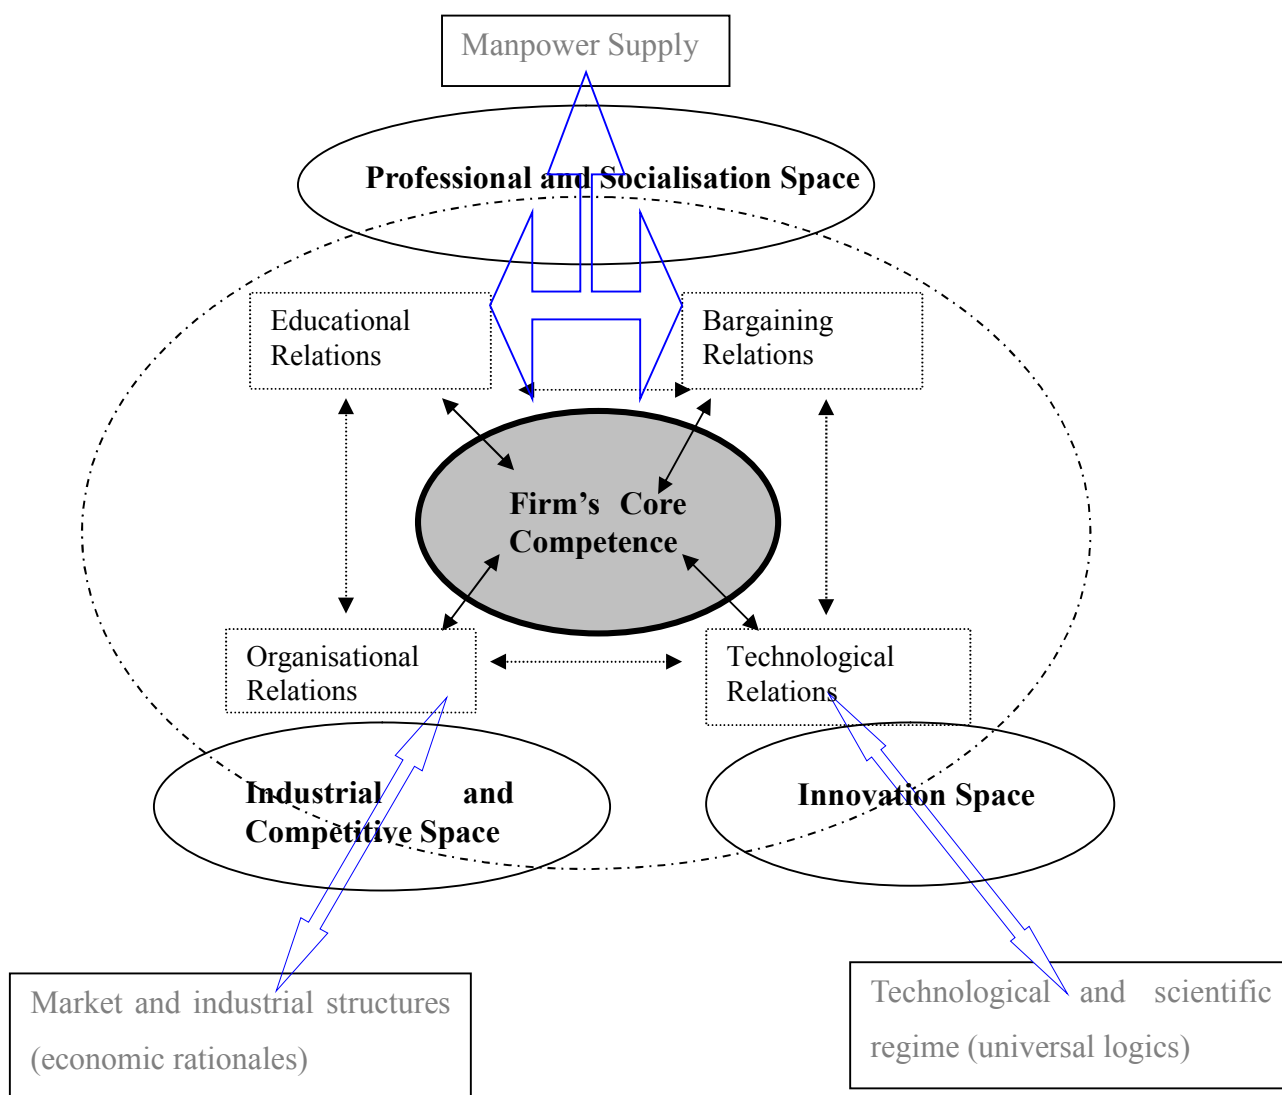 Manpower Supply
Professional and Socialisation Space
Educational
Relations
Bargaining
Relations
Firm’s Core
Competence
Organisational
Relations
Technological
Relations
Industrial and
Competitive Space
Innovation Space
Market and industrial structures
(economic rationales)
Technological and scientific
regime (universal logics)